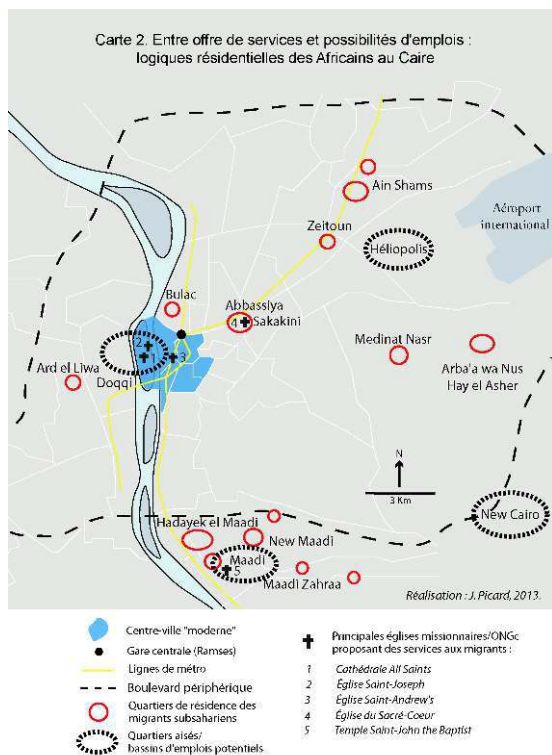 Carte 2. Entre offre de services et possibilités d'emplois :
logiques résidentielles des Africains au Caire
Ain Shams
Aéroport
international
Zeitoun
Héliopolis
Bulac
Abbassiya
4
Sakakini
2
1
3
Medinat Nasr
Arba'a wa Nus
Hay el Asher
Ard el Liwa
Doqqi
N
3 Km
New Cairo
Hadayek el Maadi
New Maadi
Maadi
5
Maadi Zahraa
Réalisation : J. Picard, 2013.
Centre-ville "moderne"
Gare centrale (Ramses)
Lignes de métro
Boulevard périphérique
Quartiers de résidence des
migrants subsahariens
Quartiers aisés/
bassins d'emplois potentiels
Principales églises missionnaires/ONGc
proposant des services aux migrants :
1 Cathédrale All Saints
2 Église Saint-Joseph
3 Église Saint-Andrew's
4 Église du Sacré-Coeur
5 Temple Saint-John the Baptist